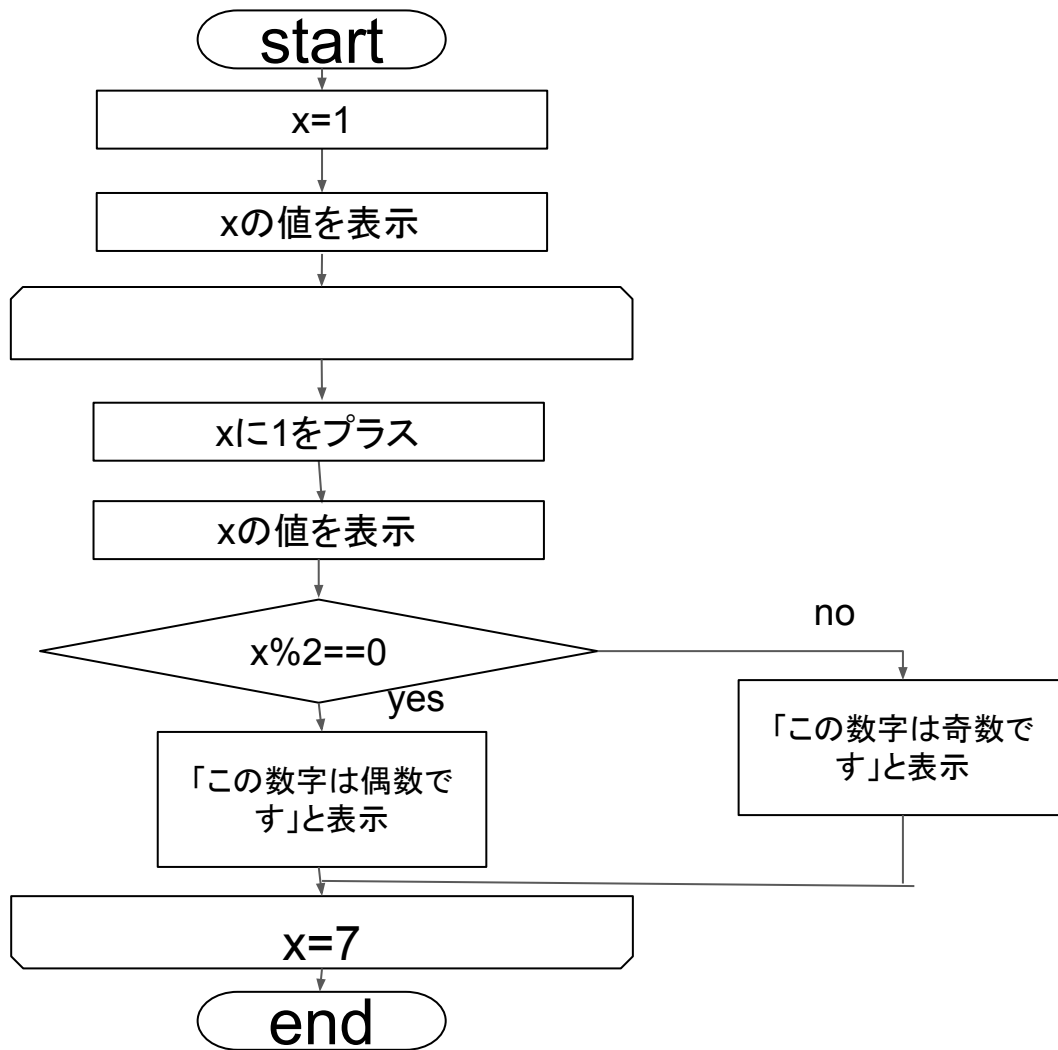 start
x=1
xの値を表示
xに1をプラス
xの値を表示
x%2==0
no
yes
「この数字は偶数で
す」と表示
「この数字は奇数で
す」と表示
x=7
end